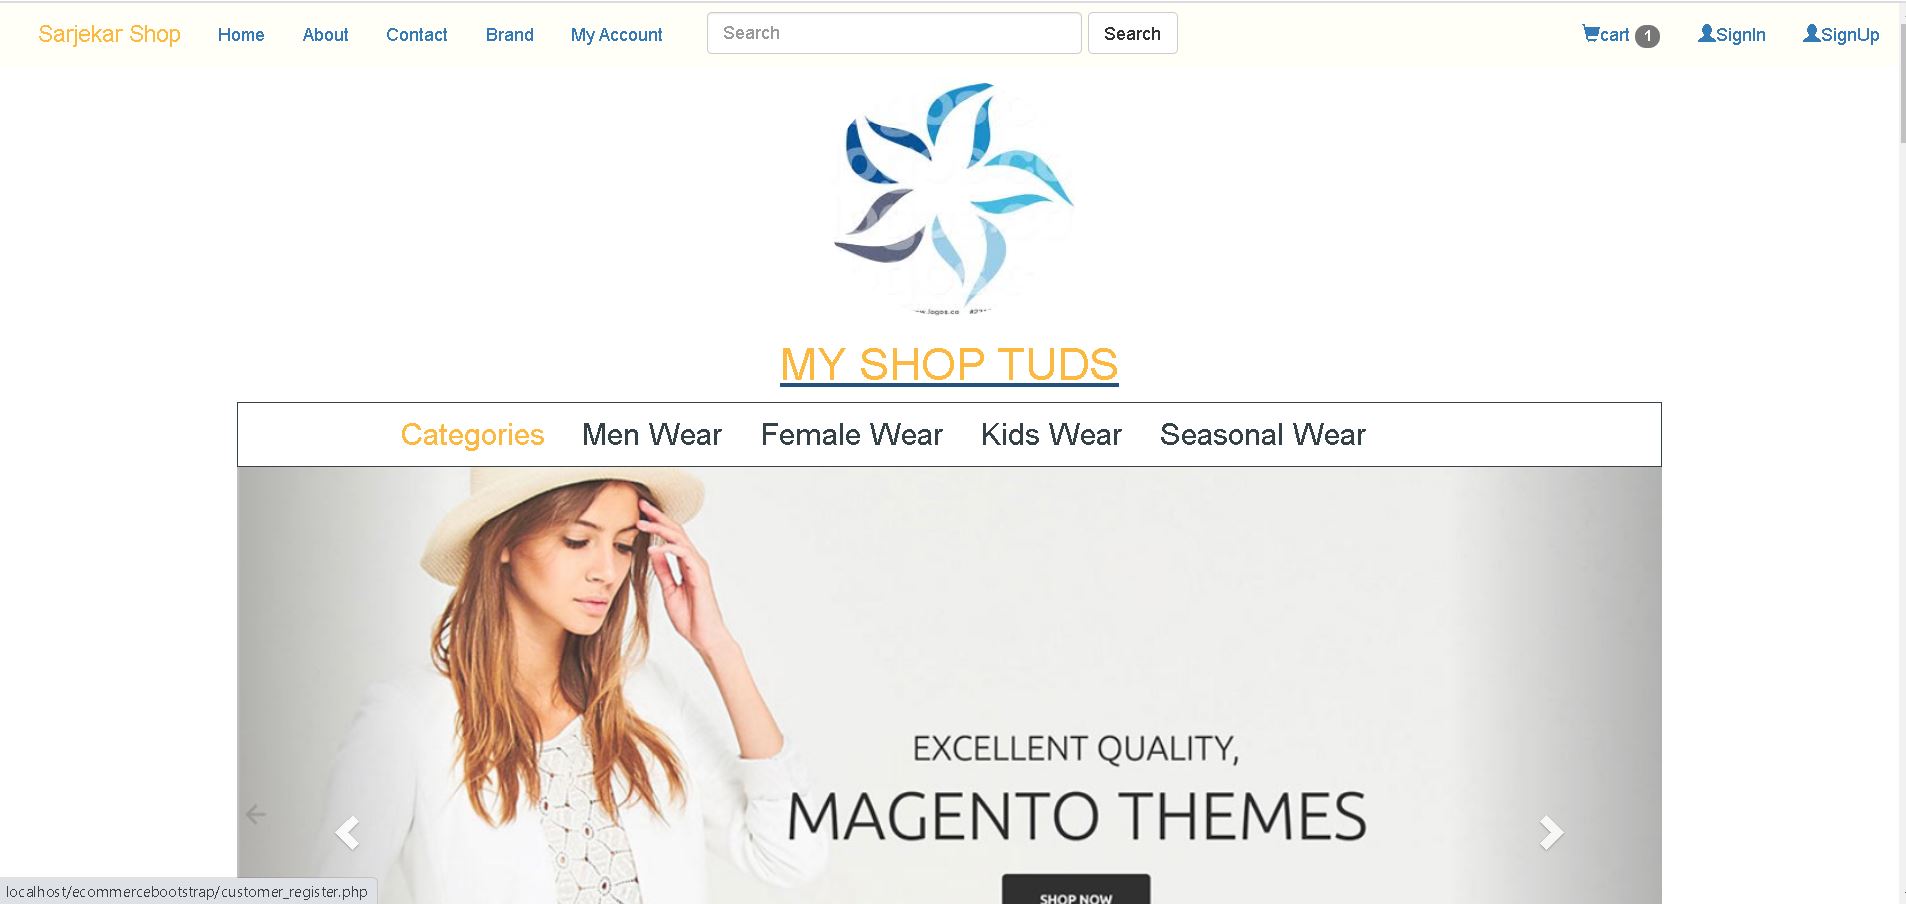 Sarjekar Shop Home About Contact Brand My Account Search Search cart 1 SignIn SignUp
MY SHOP TUDS
Categories Men Wear Female Wear Kids Wear Seasonal Wear
EXCELLENT QUALITY,
MAGENTO THEMES
SHOP NOW
localhost/ecommercebootstrap/customer_register.php